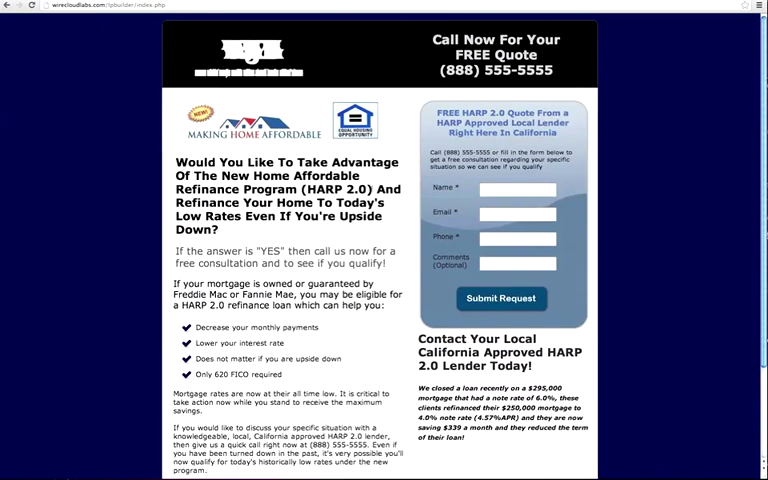 wirecloudlabs.com/lpbuilder/index.php
Call Now For Your
FREE Quote
(888) 555-5555
NEW!
MAKING HOME AFFORDABLE
EQUAL HOUSING
OPPORTUNITY
Would You Like To Take Advantage
Of The New Home Affordable
Refinance Program (HARP 2.0) And
Refinance Your Home To Today's
Low Rates Even If You're Upside
Down?
If the answer is "YES" then call us now for a
free consultation and to see if you qualify!
If your mortgage is owned or guaranteed by
Freddie Mac or Fannie Mae, you may be eligible for
a HARP 2.0 refinance loan which can help you:
Decrease your monthly payments
Lower your interest rate
Does not matter if you are upside down
Only 620 FICO required
Mortgage rates are now at their all time low. It is critical to
take action now while you stand to receive the maximum
savings.
If you would like to discuss your specific situation with a
knowledgeable, local, California approved HARP 2.0 lender,
then give us a quick call right now at (888) 555-5555. Even if
you have been turned down in the past, it's very possible you'll
now qualify for today's historically low rates under the new
program.
FREE HARP 2.0 Quote From a
HARP Approved Local Lender
Right Here In California
Call (888) 555-5555 or fill in the form below to
get a free consultation regarding your specific
situation so we can see if you qualify
Name *
Email *
Phone *
Comments
(Optional)
Submit Request
Contact Your Local
California Approved HARP
2.0 Lender Today!
We closed a loan recently on a $295,000
mortgage that had a note rate of 6.0%, these
clients refinanced their $250,000 mortgage to
4.0% note rate (4.57%APR) and they are now
saving $339 a month and they reduced the term
of their loan!